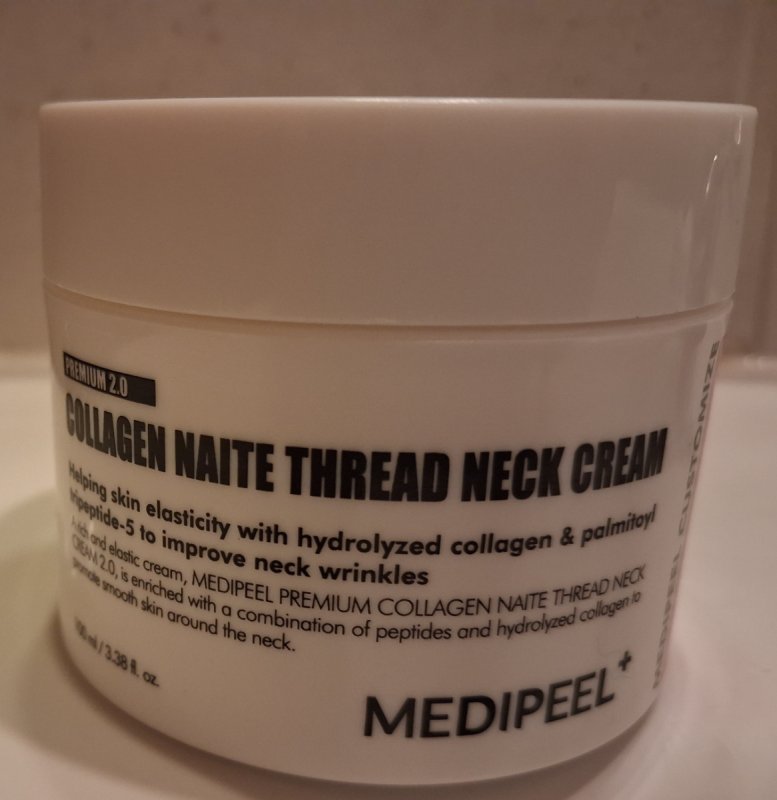 PREMIUM 2.0
COLLAGEN NAITE THREAD NECK CREAM
Helping skin elasticity with hydrolyzed collagen & palmitoyl
tripeptide-5 to improve neck wrinkles
A rich and elastic cream, MEDIPEEL PREMIUM COLLAGEN NAITE THREAD NECK
CREAM 2.0, is enriched with a combination of peptides and hydrolyzed collagen to
promote smooth skin around the neck.
100 ml / 3.38 fl. oz.
MEDIPEEL+
MEDIPEEL CUSTOMIZE